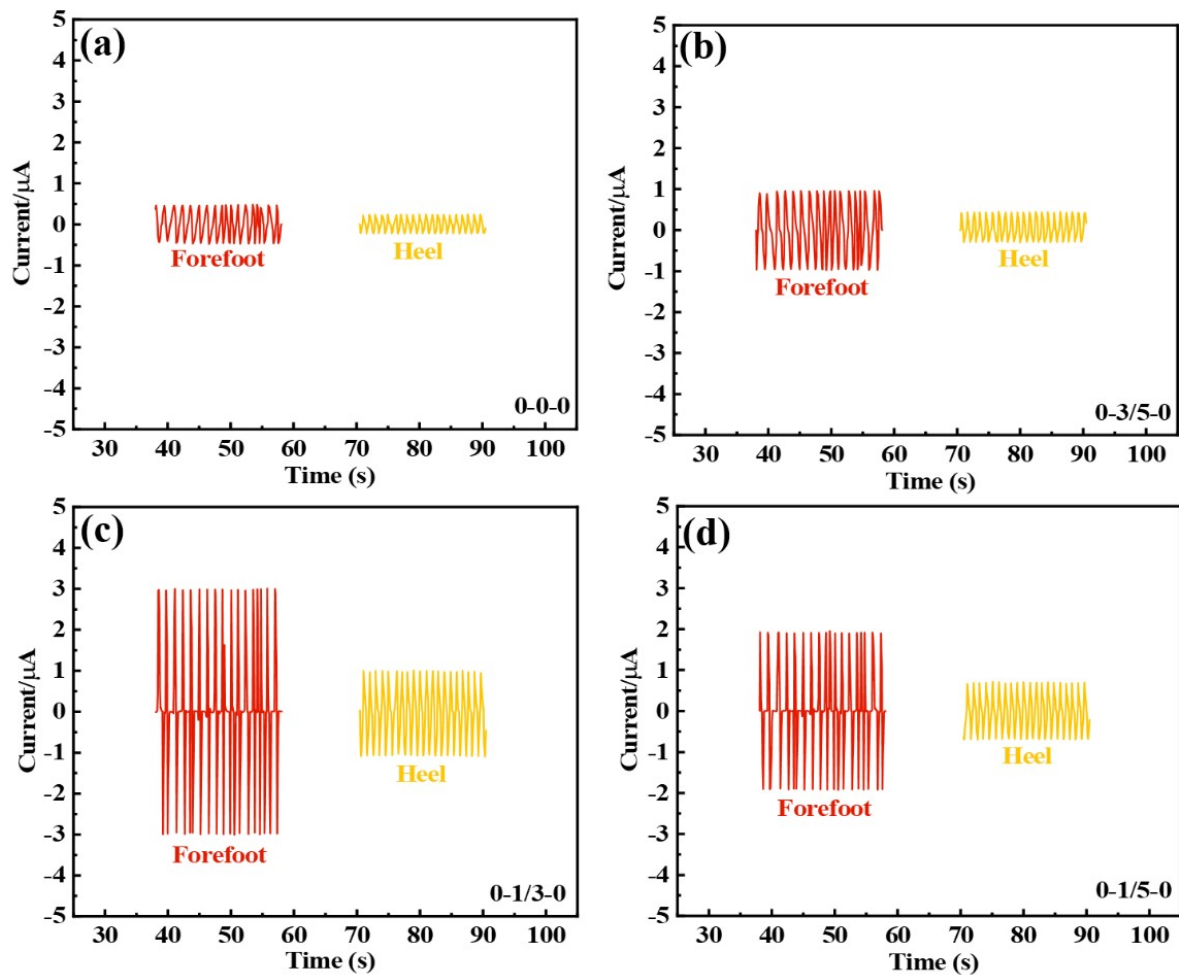 (a)
5
4
3
2
1
0
-1
-2
-3
-4
-5
Current/μA
Forefoot
Heel
0-0-0
30 40 50 60 70 80 90 100
Time (s)
(b)
5
4
3
2
1
0
-1
-2
-3
-4
-5
Current/μA
Forefoot
Heel
0-3/5-0
30 40 50 60 70 80 90 100
Time (s)
(c)
5
4
3
2
1
0
-1
-2
-3
-4
-5
Current/μA
Forefoot
Heel
0-1/3-0
30 40 50 60 70 80 90 100
Time (s)
(d)
5
4
3
2
1
0
-1
-2
-3
-4
-5
Current/μA
Forefoot
Heel
0-1/5-0
30 40 50 60 70 80 90 100
Time (s)